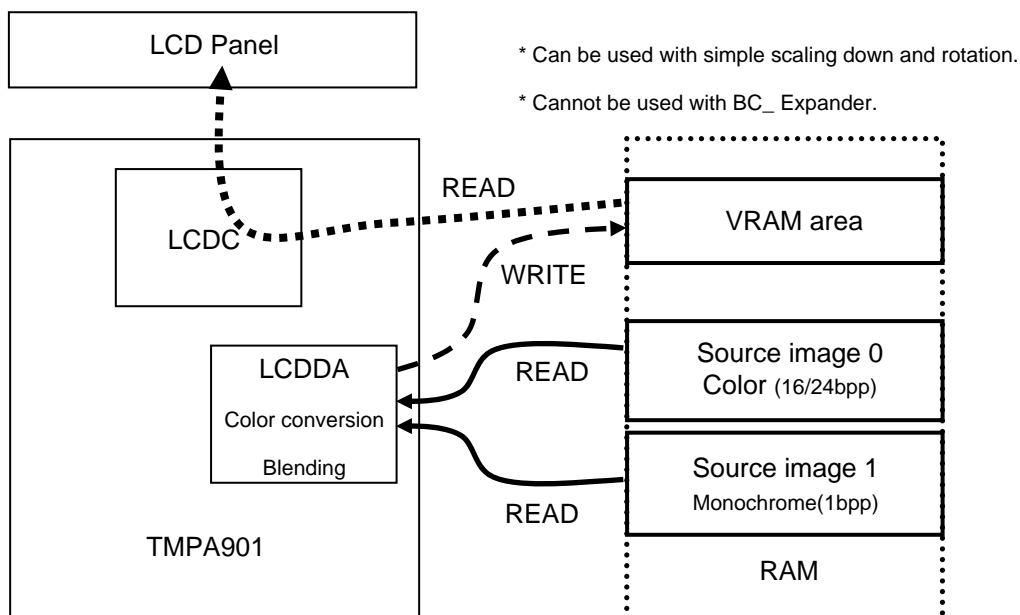 LCD Panel
* Can be used with simple scaling down and rotation.
* Cannot be used with BC_ Expander.
READ
LCDC
VRAM area
WRITE
LCDDA
Color conversion
Blending
READ
Source image 0
Color (16/24bpp)
Source image 1
Monochrome(1bpp)
READ
TMPA901
RAM